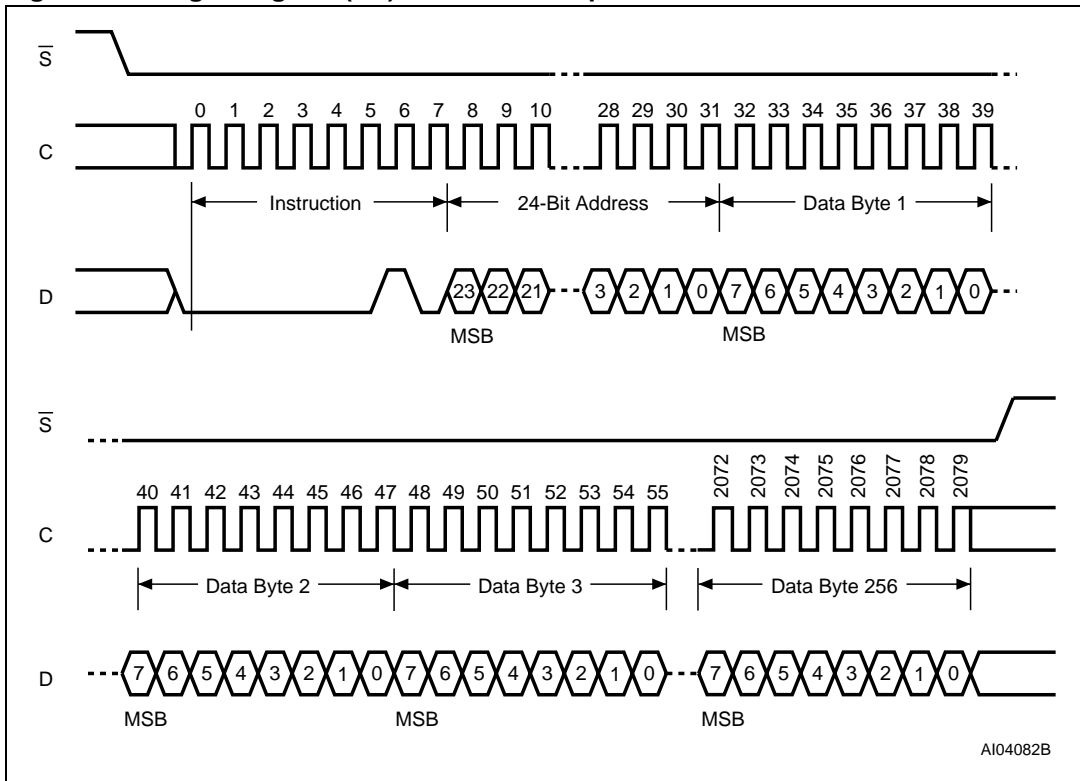 S
0 1 2 3 4 5 6 7 8 9 10 28 29 30 31 32 33 34 35 36 37 38 39
C
Instruction 24-Bit Address Data Byte 1
D 23 22 21 3 2 1 0 7 6 5 4 3 2 1 0
MSB MSB
S
40 41 42 43 44 45 46 47 48 49 50 51 52 53 54 55 2072 2073 2074 2075 2076 2077 2078 2079
C
Data Byte 2 Data Byte 3 Data Byte 256
D 7 6 5 4 3 2 1 0 7 6 5 4 3 2 1 0 7 6 5 4 3 2 1 0
MSB MSB MSB
AI04082B